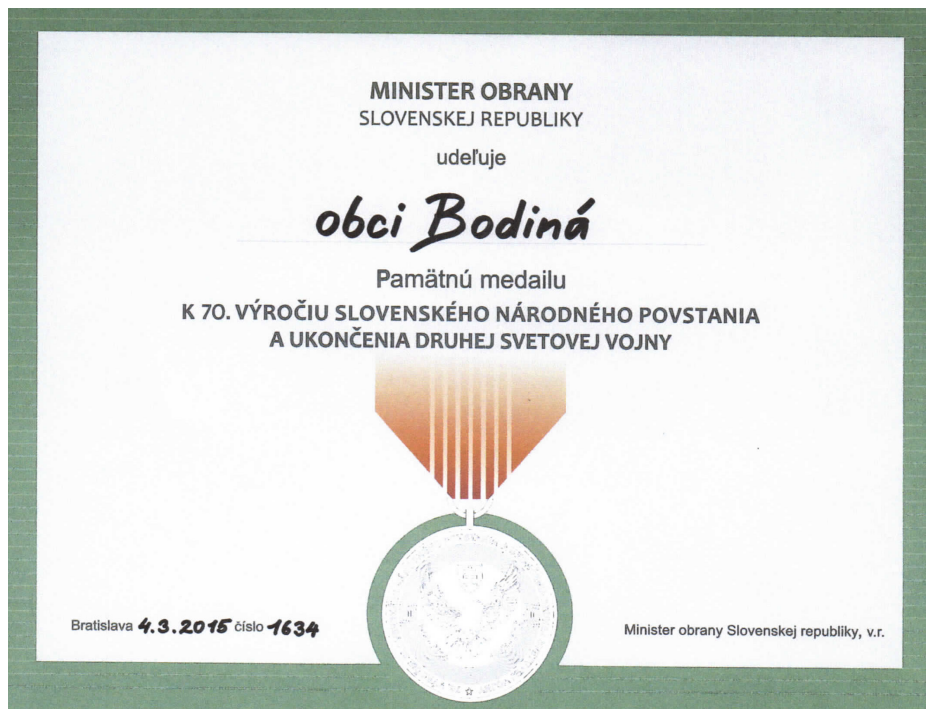 MINISTER OBRANY
SLOVENSKEJ REPUBLIKY
udeľuje
obci Bodiná
Pamätnú medailu
K 70. VÝROČIU SLOVENSKÉHO NÁRODNÉHO POVSTANIA
A UKONČENIA DRUHEJ SVETOVEJ VOJNY
Bratislava 4.3.2015 číslo 1634
Minister obrany Slovenskej republiky, v.r.